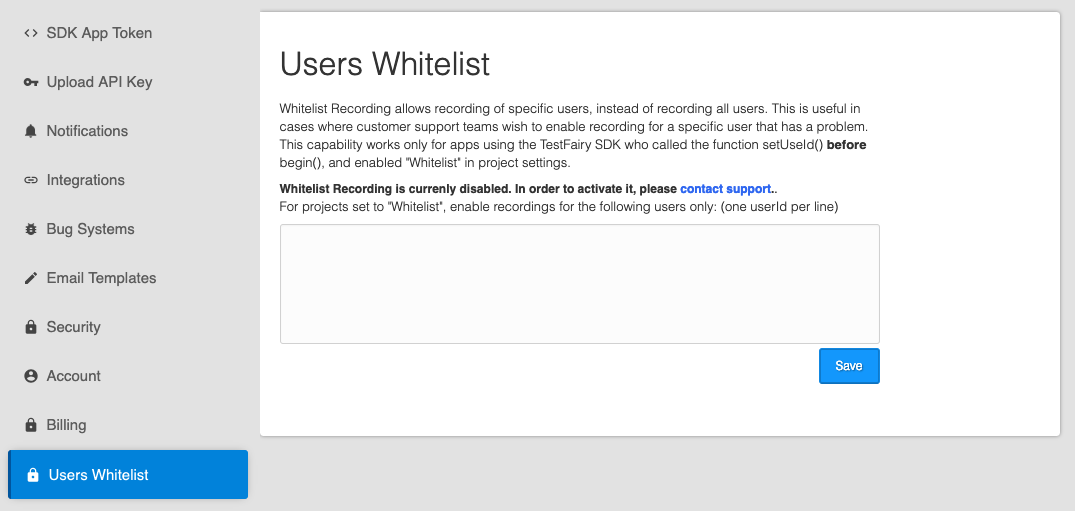 SDK App Token
Upload API Key
Notifications
Integrations
Bug Systems
Email Templates
Security
Account
Billing
Users Whitelist
Users Whitelist
Whitelist Recording allows recording of specific users, instead of recording all users. This is useful in
cases where customer support teams wish to enable recording for a specific user that has a problem.
This capability works only for apps using the TestFairy SDK who called the function setUseId() before
begin(), and enabled "Whitelist" in project settings.
Whitelist Recording is currenly disabled. In order to activate it, please contact support..
For projects set to "Whitelist", enable recordings for the following users only: (one userId per line)
Save